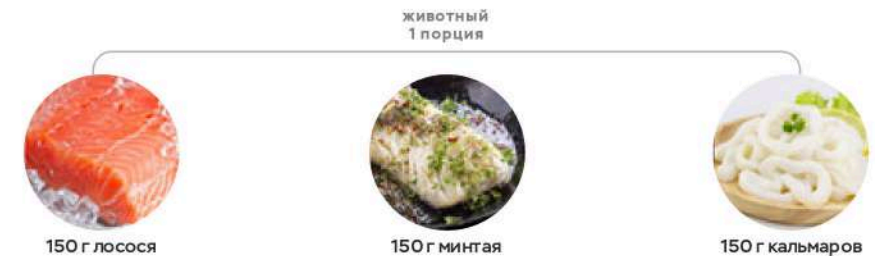 животный
1 порция
150 г лосося
150 г минтая
150 г кальмаров